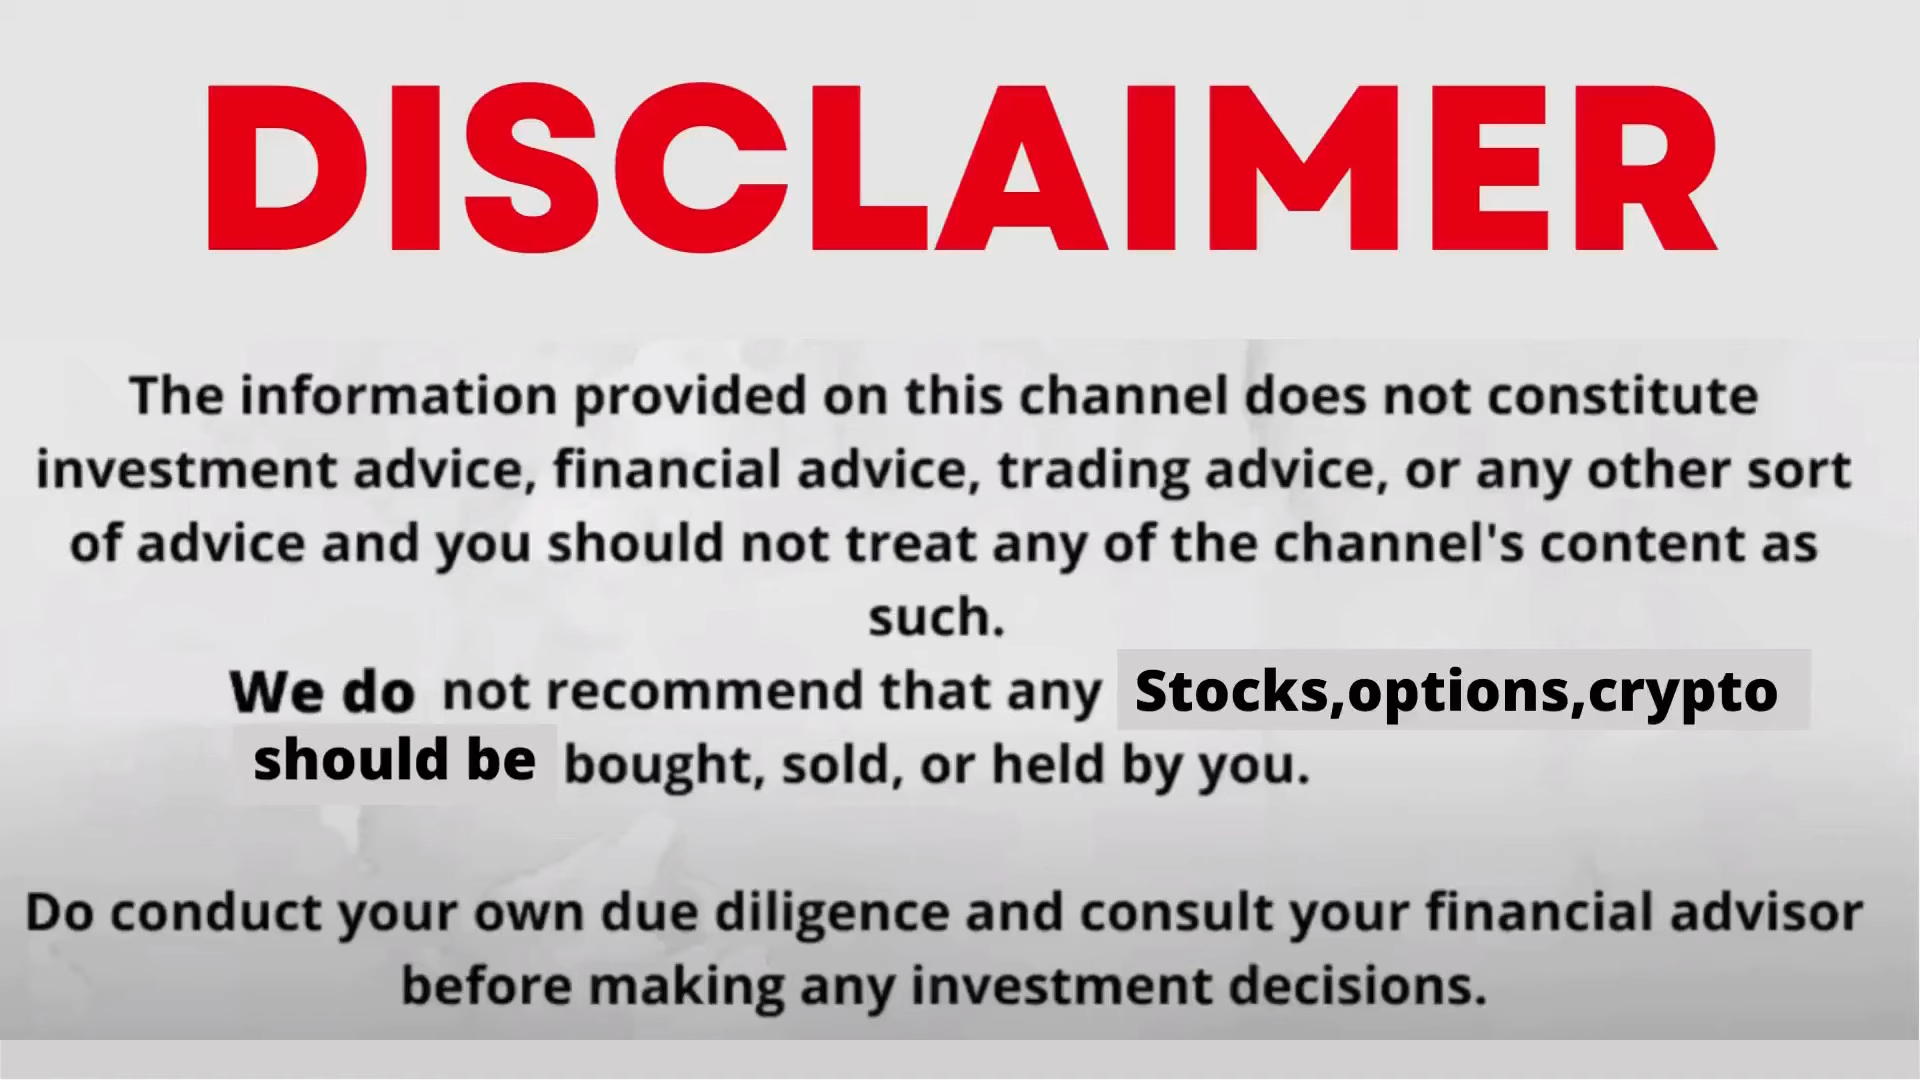 DISCLAIMER
The information provided on this channel does not constitute
investment advice, financial advice, trading advice, or any other sort
of advice and you should not treat any of the channel's content as
such.
We do not recommend that any Stocks,options,crypto
should be bought, sold, or held by you.
Do conduct your own due diligence and consult your financial advisor
before making any investment decisions.